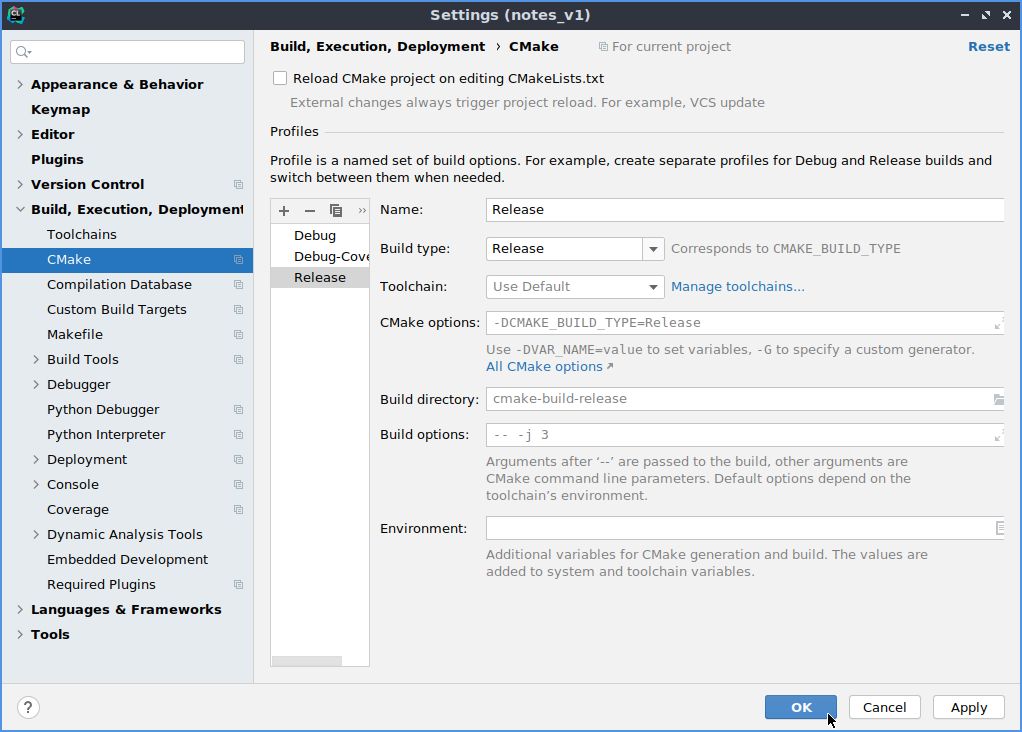 Settings (notes_v1)
Build, Execution, Deployment › CMake
For current project
Reset
Appearance & Behavior
Keymap
Editor
Plugins
Version Control
Build, Execution, Deployment
Toolchains
CMake
Compilation Database
Custom Build Targets
Makefile
Build Tools
Debugger
Python Debugger
Python Interpreter
Deployment
Console
Coverage
Dynamic Analysis Tools
Embedded Development
Required Plugins
Languages & Frameworks
Tools
Reload CMake project on editing CMakeLists.txt
External changes always trigger project reload. For example, VCS update
Profiles
Profile is a named set of build options. For example, create separate profiles for Debug and Release builds and
switch between them when needed.
Debug
Debug-Cove
Release
Name: Release
Build type: Release Corresponds to CMAKE_BUILD_TYPE
Toolchain: Use Default Manage toolchains...
CMake options: -DCMAKE_BUILD_TYPE=Release
Use -DVAR_NAME=value to set variables, -G to specify a custom generator.
All CMake options ↗
Build directory: cmake-build-release
Build options: -- -j 3
Arguments after ‘--’ are passed to the build, other arguments are
CMake command line parameters. Default options depend on the
toolchain’s environment.
Environment:
Additional variables for CMake generation and build. The values are
added to system and toolchain variables.
?
OK
Cancel
Apply